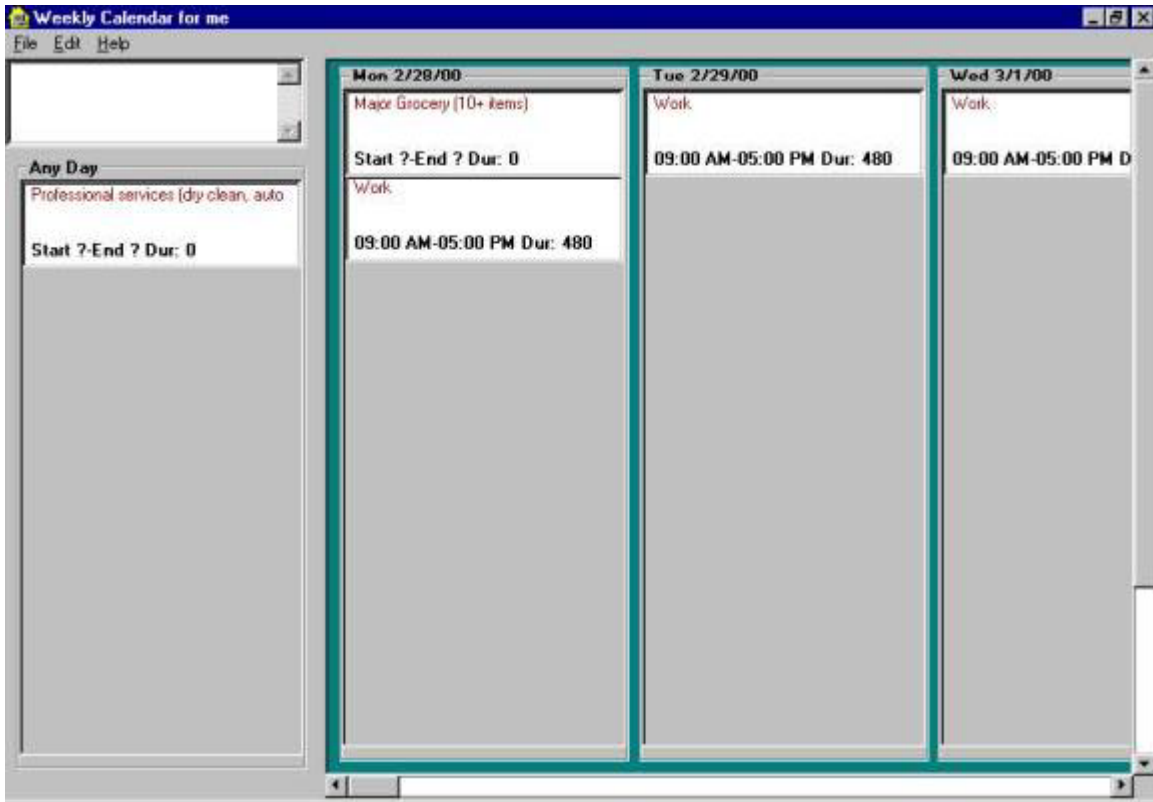 Weekly Calendar for me
File Edit Help
Any Day
Professional services (dry clean, auto
Start ?-End ? Dur: 0
Mon 2/28/00
Major Grocery (10+ items)
Start ?-End ? Dur: 0
Work
09:00 AM-05:00 PM Dur: 480
Tue 2/29/00
Work
09:00 AM-05:00 PM Dur: 480
Wed 3/1/00
Work
09:00 AM-05:00 PM D